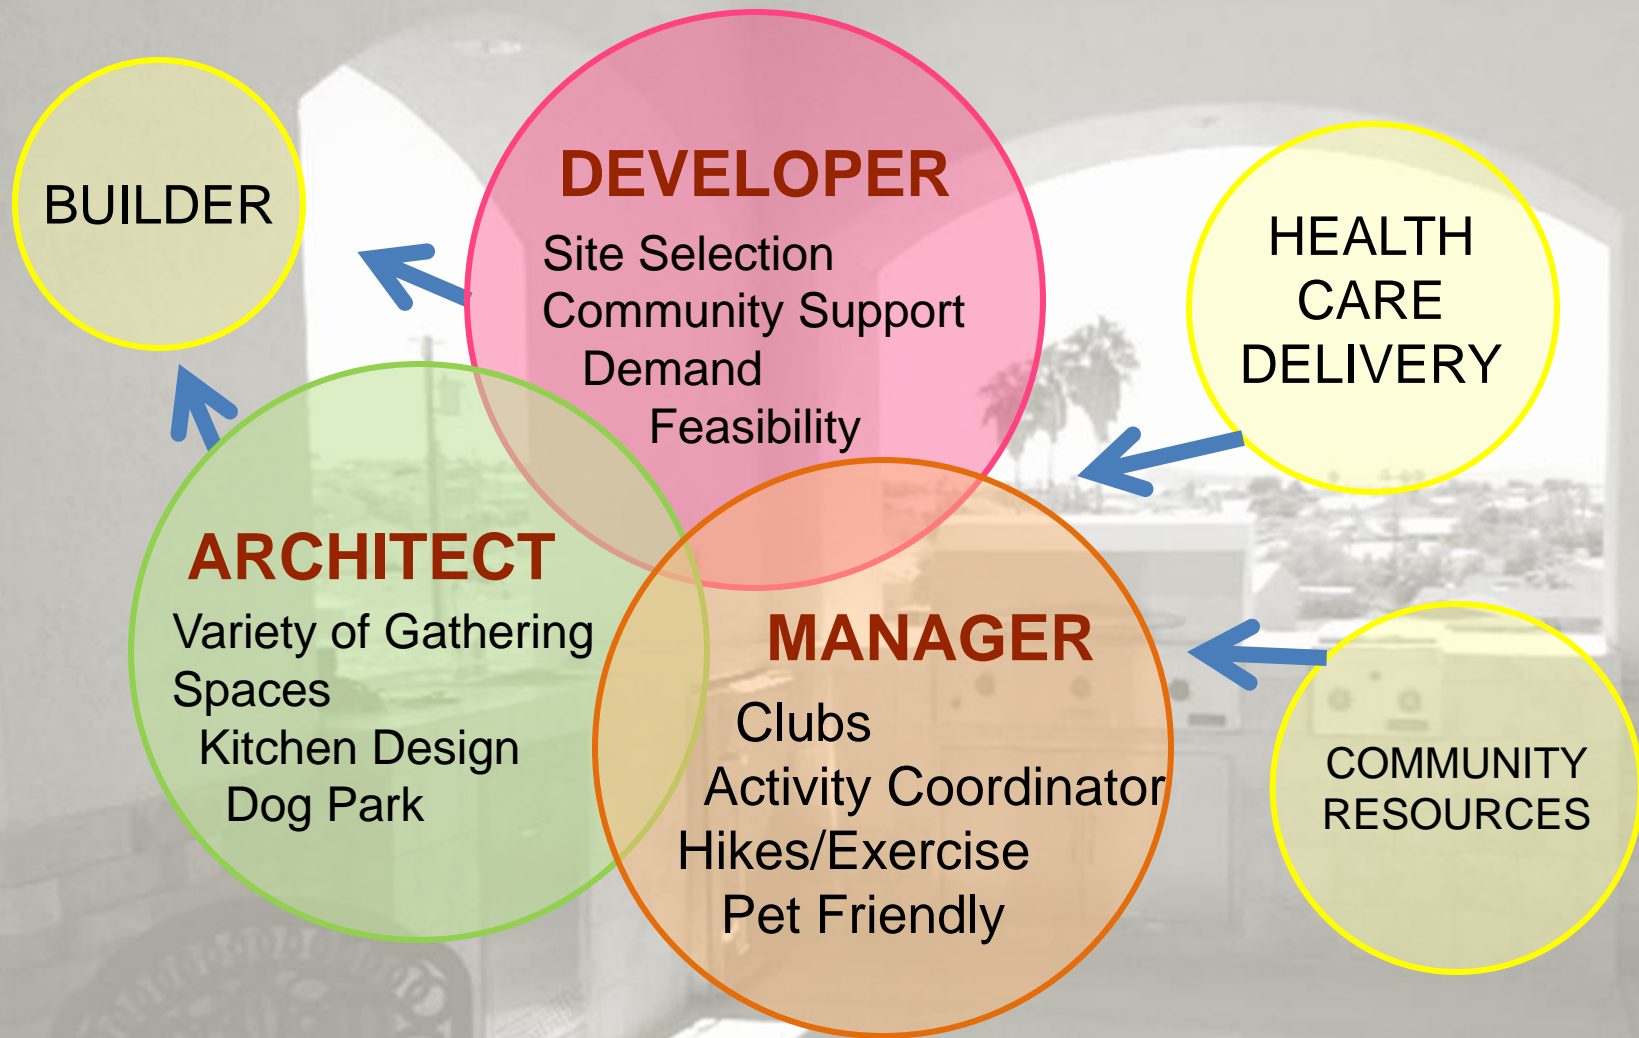 BUILDER
DEVELOPER
Site Selection
Community Support
Demand
Feasibility
HEALTH
CARE
DELIVERY
ARCHITECT
Variety of Gathering
Spaces
Kitchen Design
Dog Park
MANAGER
Clubs
Activity Coordinator
Hikes/Exercise
Pet Friendly
COMMUNITY
RESOURCES